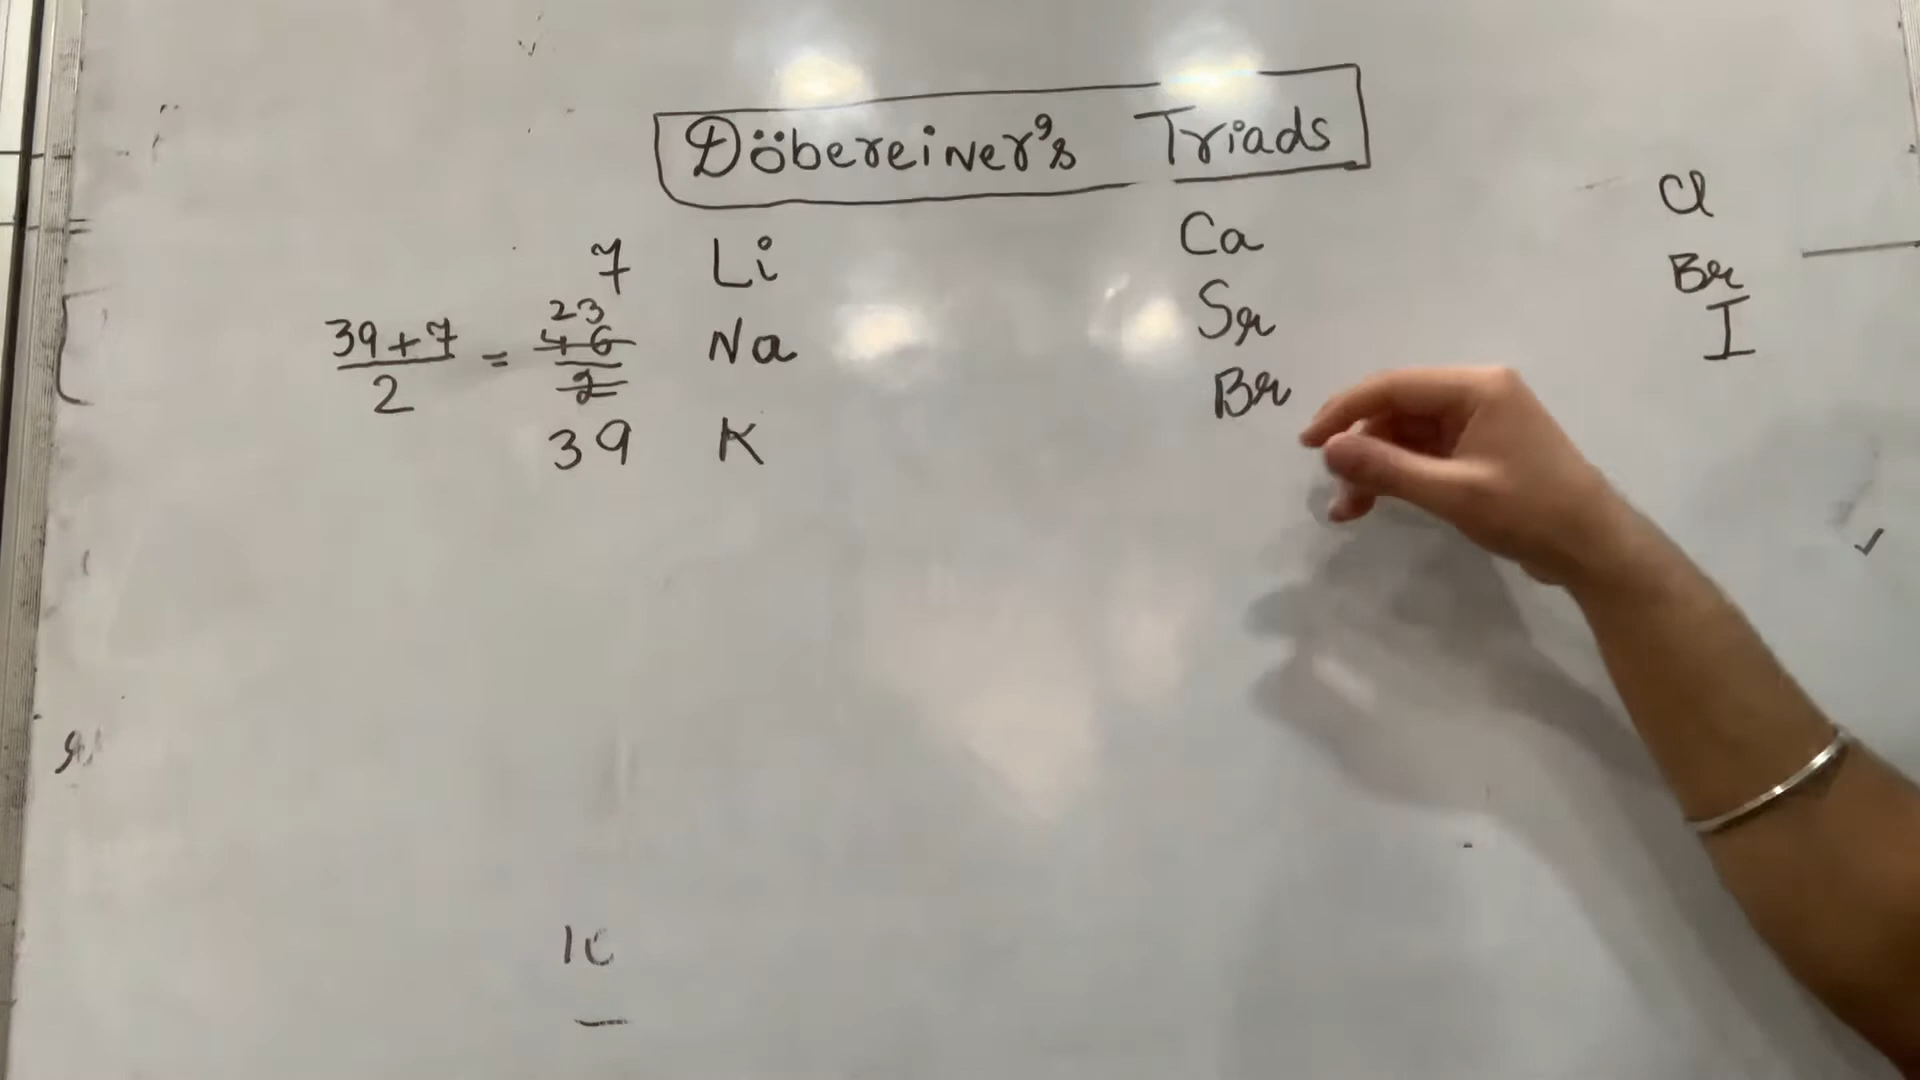 Döbereiner's Triads
7 Li
39+7/2 = 46/2 23 Na
39 K
Ca
Sr
Br
Cl
Br
I